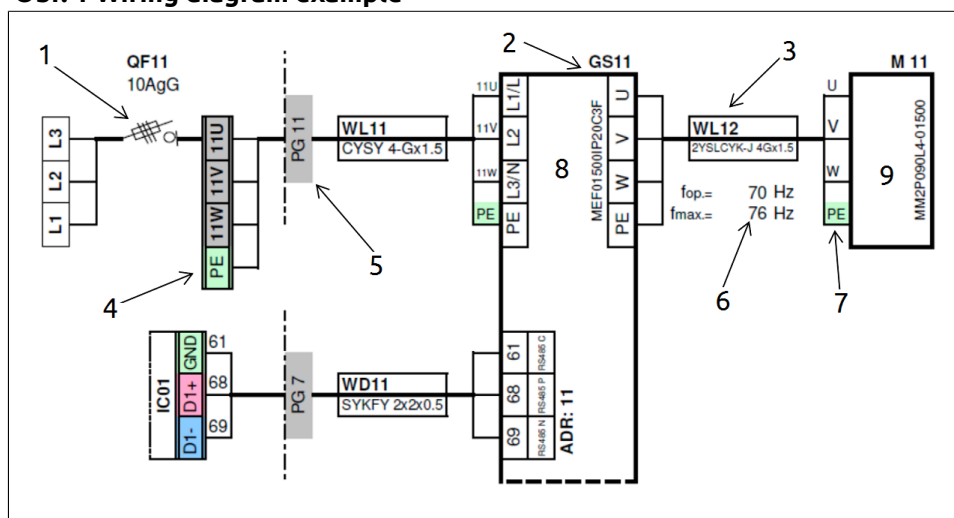 1
QF11
10AgG
2
GS11
3
M 11
L3
L2
L1
11U
11V
11W
PE
PG 11
WL11
CYSY 4-Gx1.5
11U
11V
11W
PE
L1/L
L2
L3/N
PE
8
MEF01500IP20C3F
U
V
W
PE
WL12
2YSLCYK-J 4Gx1.5
fop.= 70 Hz
fmax.= 76 Hz
U
V
W
PE
9
MM2P090L4-01500
4
5
6
7
IC01
GND
D1+
D1-
61
68
69
PG 7
WD11
SYKFY 2x2x0.5
61
68
69
RS485 C
RS485 P
RS485 N
ADR: 11